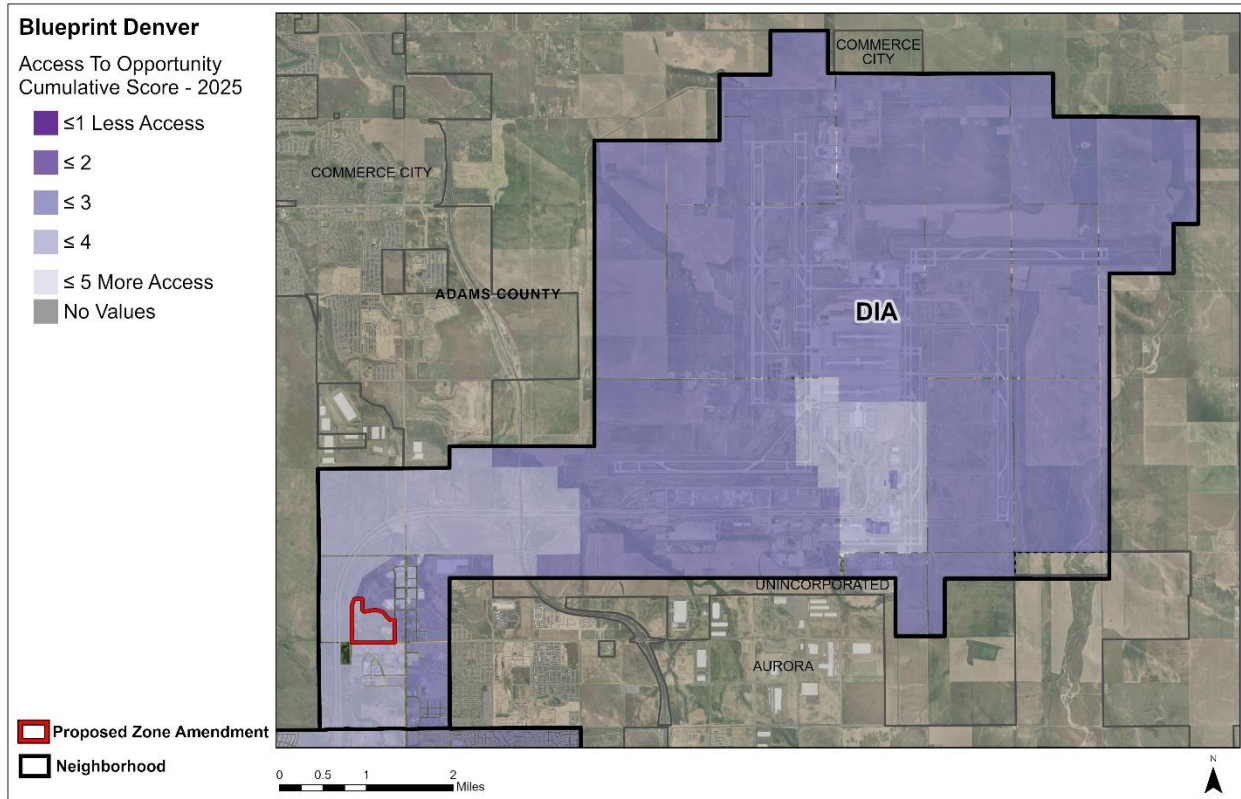 Blueprint Denver
Access To Opportunity
Cumulative Score - 2025
≤1 Less Access
≤ 2
≤ 3
≤ 4
≤ 5 More Access
No Values
Proposed Zone Amendment
Neighborhood
COMMERCE
CITY
COMMERCE CITY
ADAMS COUNTY
DIA
UNINCORPORATED
AURORA
0 0.5 1 2
Miles
N